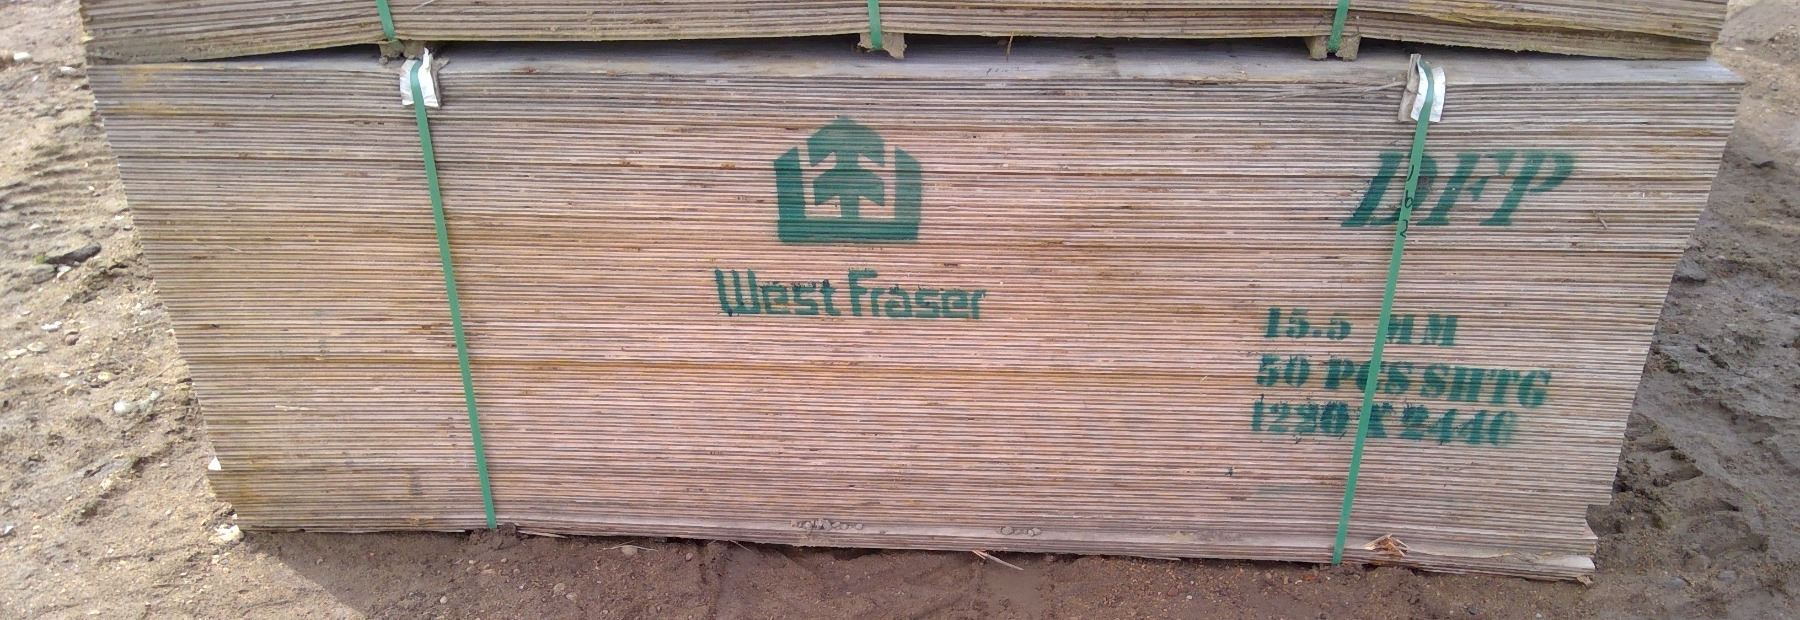 DFP
West Fraser
15.5 MM
50 PCS SHTG
1220 X 2440